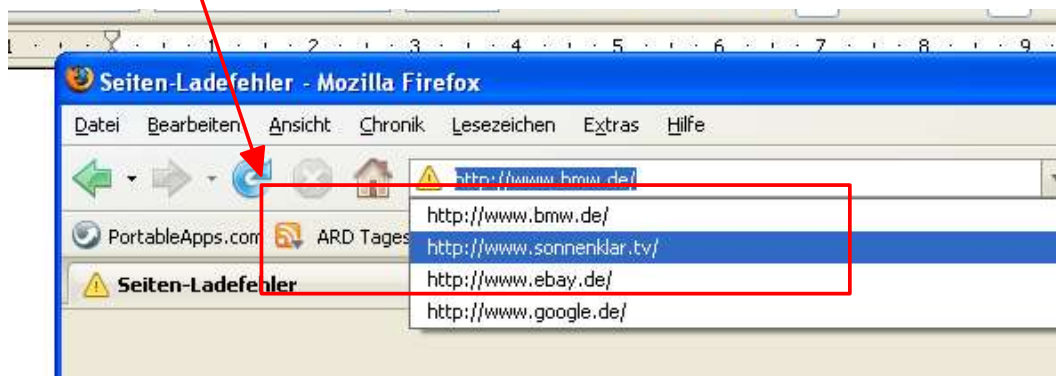 1 1 2 3 4 5 6 7 8 9
Seiten-Ladefehler - Mozilla Firefox
Datei Bearbeiten Ansicht Chronik Lesezeichen Extras Hilfe
http://www.bmw.de/
http://www.bmw.de/
PortableApps.com ARD Tages
http://www.sonnenklar.tv/
Seiten-Ladefehler
http://www.ebay.de/
http://www.google.de/